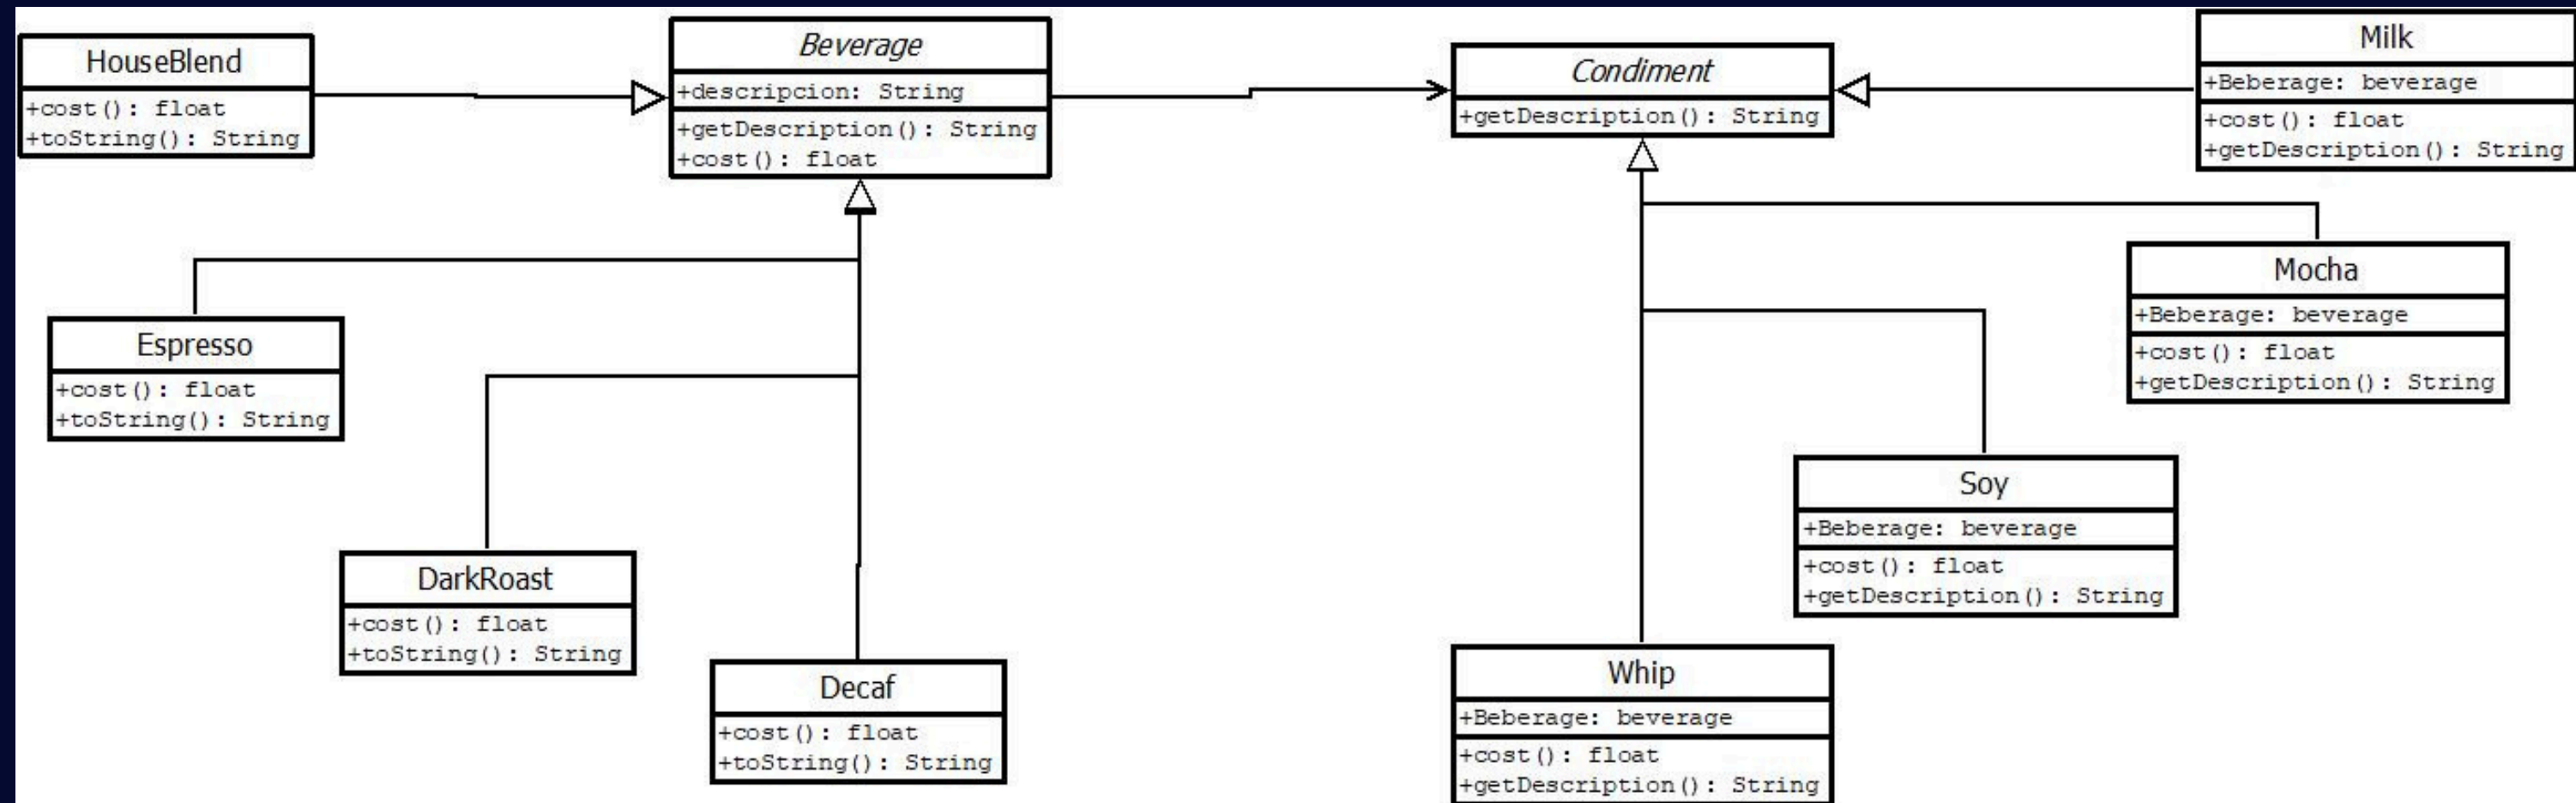 HouseBlend
+cost(): float
+toString(): String
Beverage
+descripcion: String
+getDescription(): String
+cost(): float
Condiment
+getDescription(): String
Milk
+Beberage: beverage
+cost(): float
+getDescription(): String
Espresso
+cost(): float
+toString(): String
DarkRoast
+cost(): float
+toString(): String
Decaf
+cost(): float
+toString(): String
Mocha
+Beberage: beverage
+cost(): float
+getDescription(): String
Soy
+Beberage: beverage
+cost(): float
+getDescription(): String
Whip
+Beberage: beverage
+cost(): float
+getDescription(): String